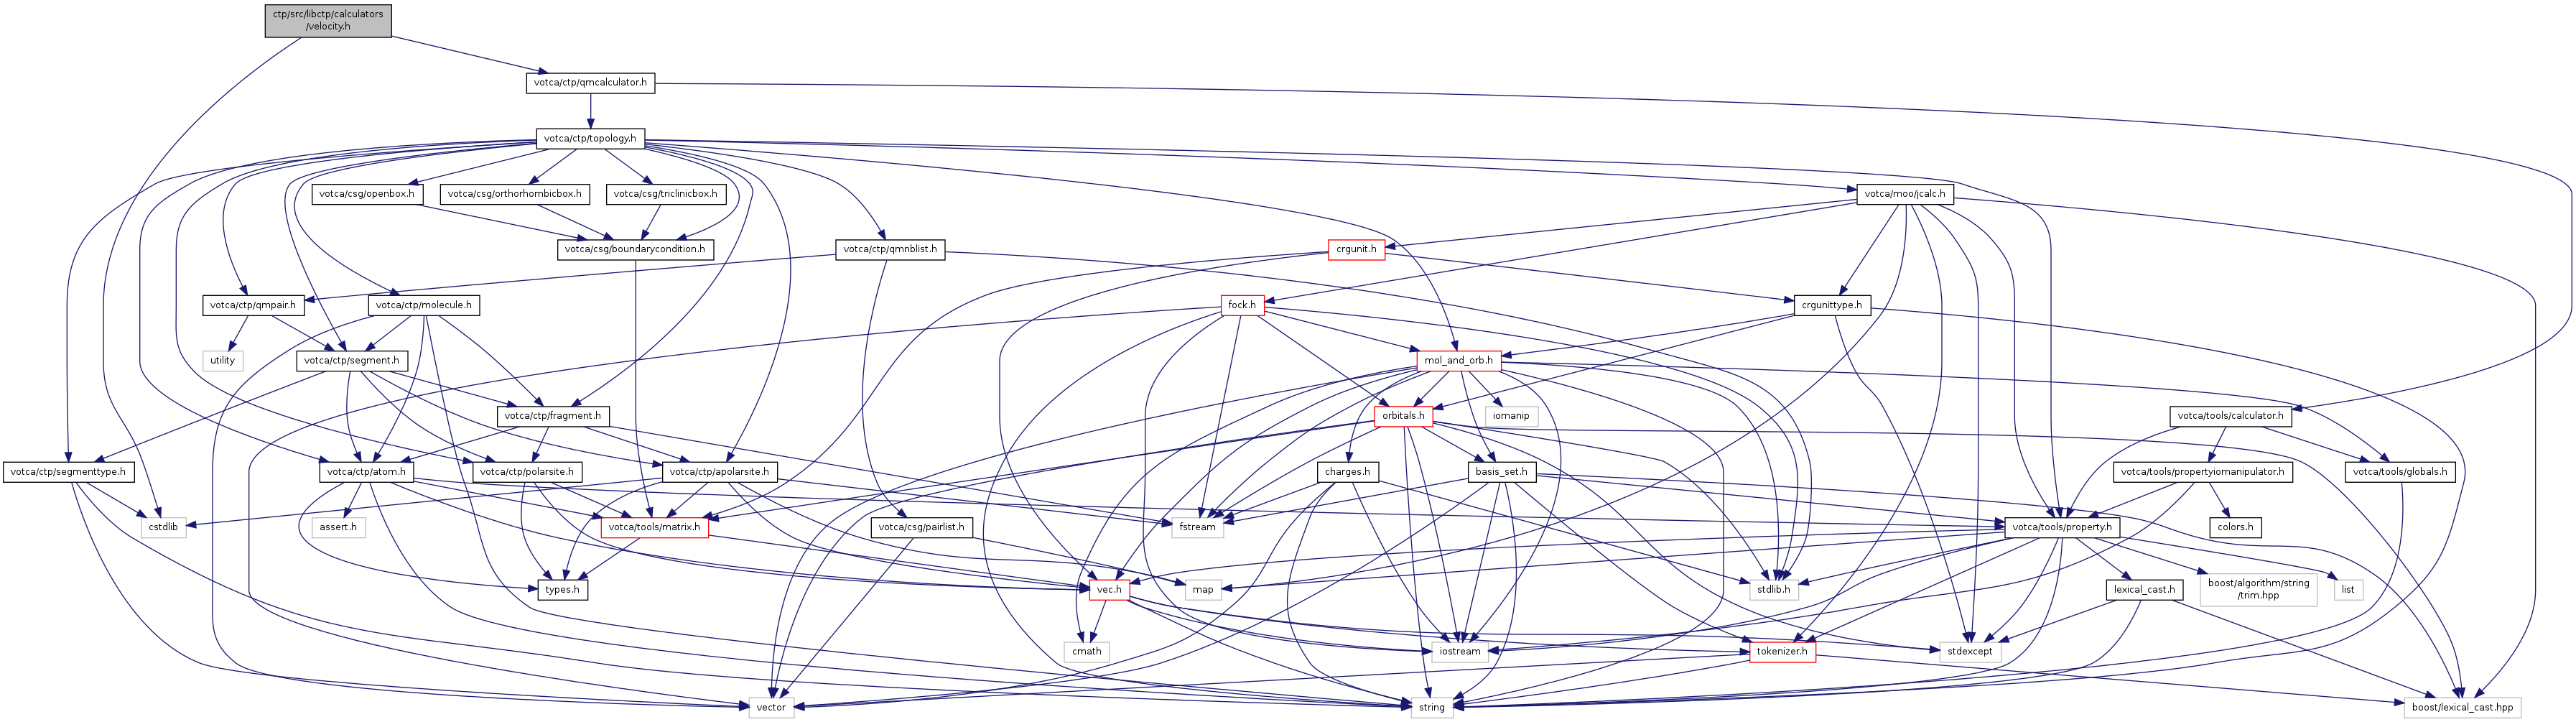 ctp/src/libctp/calculators
/velocity.h
votca/ctp/qmcalculator.h
votca/ctp/topology.h
votca/csg/openbox.h
votca/csg/orthorhombicbox.h
votca/csg/triclinicbox.h
votca/moo/jcalc.h
votca/csg/boundarycondition.h
votca/ctp/qmnblist.h
crgunit.h
votca/ctp/qmpair.h
votca/ctp/molecule.h
fock.h
crgunittype.h
utility
votca/ctp/segment.h
mol_and_orb.h
votca/ctp/fragment.h
orbitals.h
iomanip
votca/tools/calculator.h
votca/ctp/segmenttype.h
votca/ctp/atom.h
votca/ctp/polarsite.h
votca/ctp/apolarsite.h
charges.h
basis_set.h
votca/tools/propertyiomanipulator.h
votca/tools/globals.h
cstdlib
assert.h
votca/tools/matrix.h
votca/csg/pairlist.h
fstream
votca/tools/property.h
colors.h
types.h
vec.h
map
stdlib.h
lexical_cast.h
boost/algorithm/string
/trim.hpp
list
cmath
iostream
tokenizer.h
stdexcept
vector
string
boost/lexical_cast.hpp